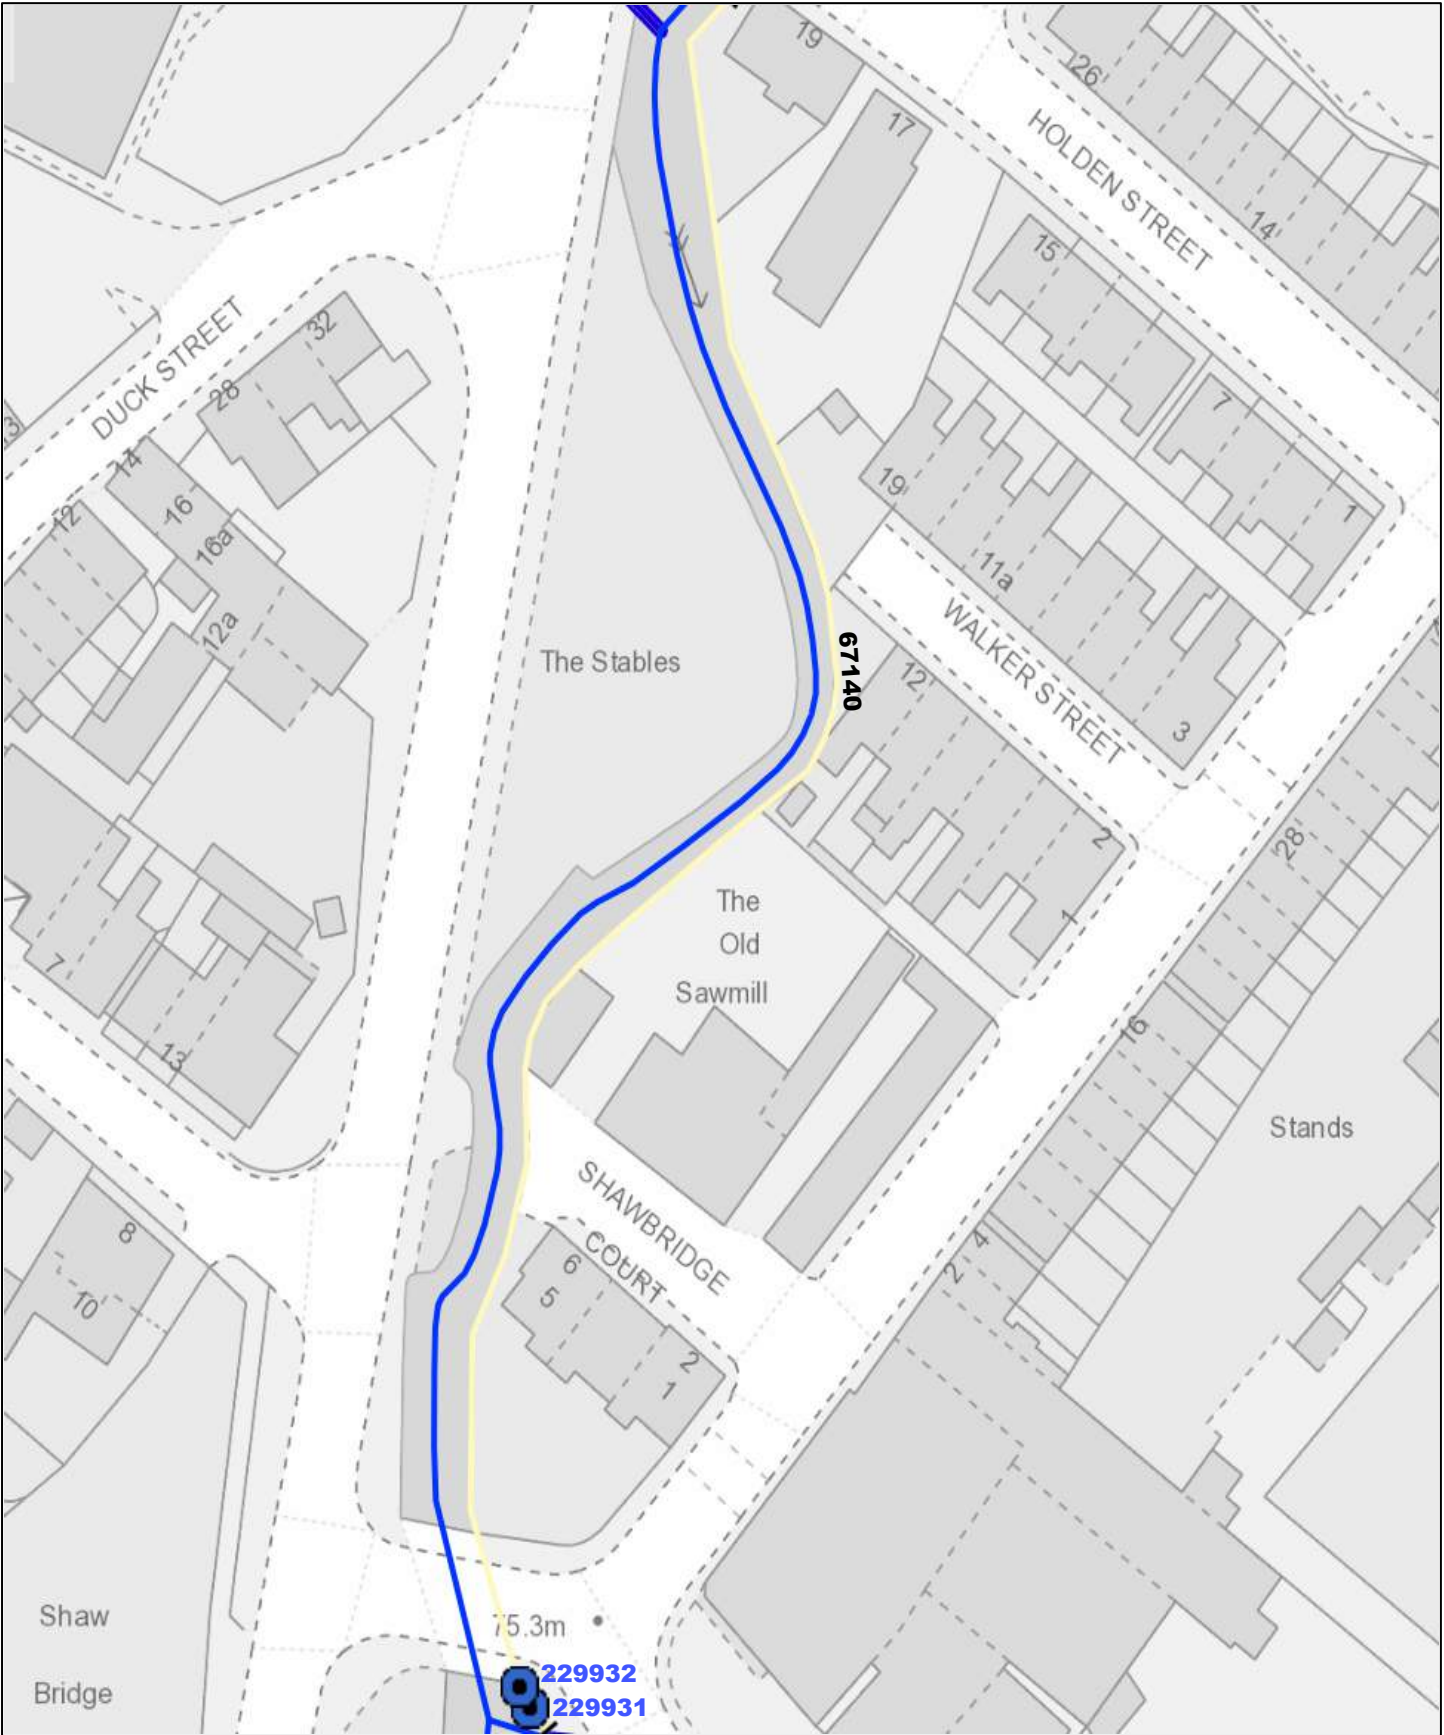 19
26
17
HOLDEN STREET
14
15
32
28
DUCK STREET
7
14
19
12
16
1
16a
11a
12a
WALKER STREET
The Stables
67140
12
3
2
28
The
Old
Sawmill
1
7
16
13
Stands
SHAWBRIDGE
COURT
8
6
4
5
2
10
2
1
Shaw
75.3m
Bridge
229932
229931